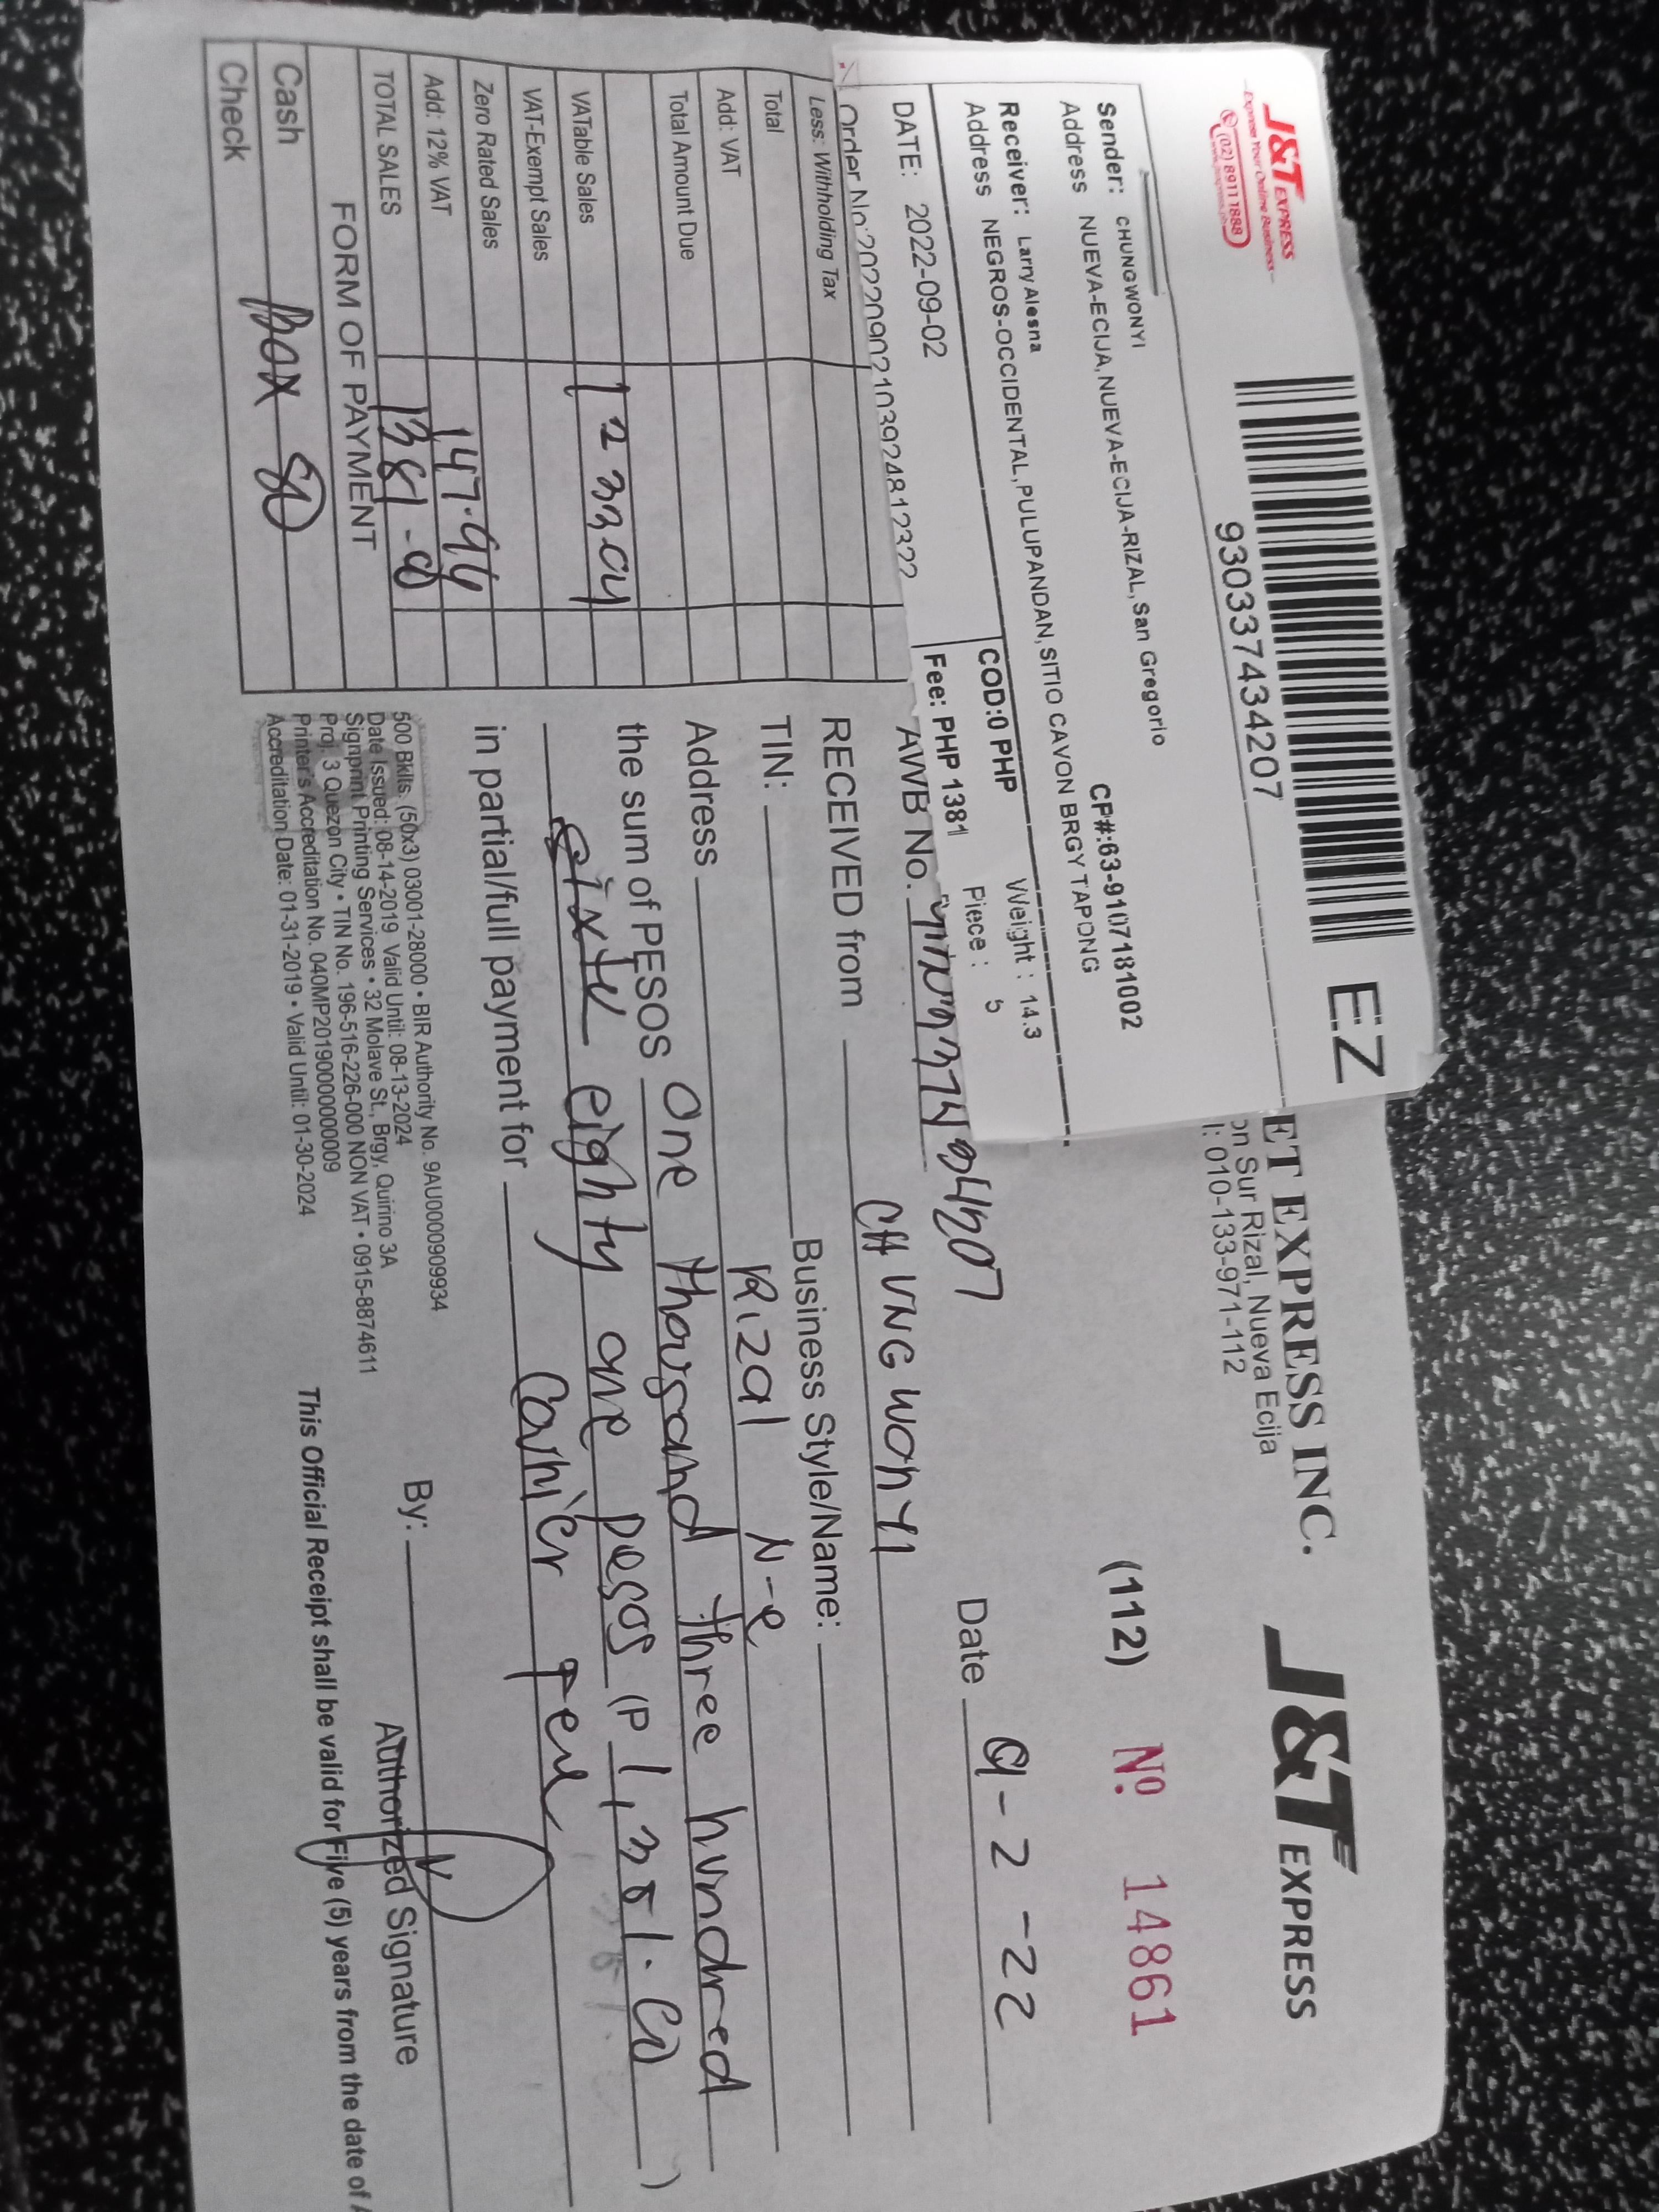 J&T EXPRESS
Express Your Online Business
(02) 8911 1888
EZ
930337434207
Sender: CHUNGWONYI
CP#:63-9107181002
Address NUEVA-ECIJA,NUEVA-ECIJA-RIZAL,San Gregorio
Receiver: Larry Alesna
Address NEGROS-OCCIDENTAL,PULUPANDAN,SITIO CAVON BRGY TAPONG
COD:0 PHP Weight : 14.3
DATE: 2022-09-02 Fee: PHP 1381 Piece : 5
Order No:20220902103924812322
ET EXPRESS INC.
on Sur Rizal, Nueva Ecija
l:010-133-971-112
J&T EXPRESS
(112) Nº 14861
AWB No.
Date 9-2-22
RECEIVED from CHUNG WONYI
TIN: Business Style/Name:
Address Rizal N-e
the sum of PESOS One thousand three hundred
eighty one pesos (P 1,381.00)
in partial/full payment for
Less: Withholding Tax
Total
Add: VAT
Total Amount Due
VATable Sales 1233.04
VAT-Exempt Sales
Zero Rated Sales
Add: 12% VAT 147.96
TOTAL SALES 1381-00
FORM OF PAYMENT
Cash Box
Check
500 Bklts. (50x3) 03001-28000 • BIR Authority No. 9AU0000909934
Date Issued: 08-14-2019 Valid Until: 08-13-2024
Signprint Printing Services • 32 Molave St., Brgy, Quirino 3A
Proj. 3 Quezon City • TIN No. 196-516-226-000 NON VAT • 0915-8874611
Printer's Accreditation No. 040MP20190000000009
Accreditation Date: 01-31-2019 • Valid Until: 01-30-2024
By:
Authorized Signature
This Official Receipt shall be valid for Five (5) years from the date of